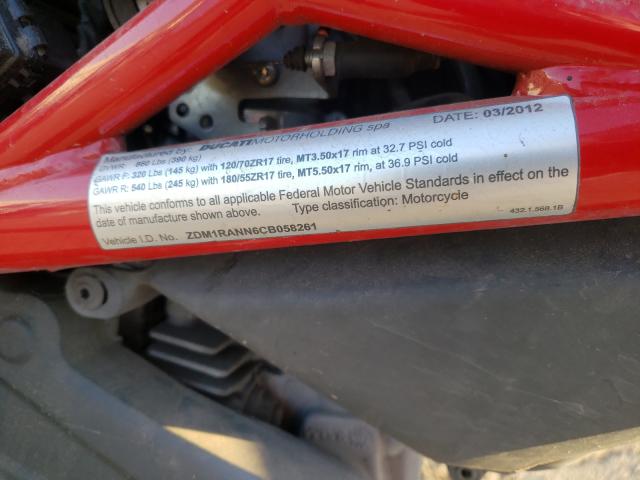 Manufactured by: DUCATIMOTORHOLDING spa DATE: 03/2012
GVWR: 860 Lbs (390 kg)
GAWR F: 320 Lbs (145 kg) with 120/70ZR17 tire, MT3.50x17 rim at 32.7 PSI cold
GAWR R: 540 Lbs (245 kg) with 180/55ZR17 tire, MT5.50x17 rim, at 36.9 PSI cold
This vehicle conforms to all applicable Federal Motor Vehicle Standards in effect on the
date of manufacture shown above. Type classification: Motorcycle
Vehicle I.D. No. ZDM1RANN6CB058261 432.1.568.1B